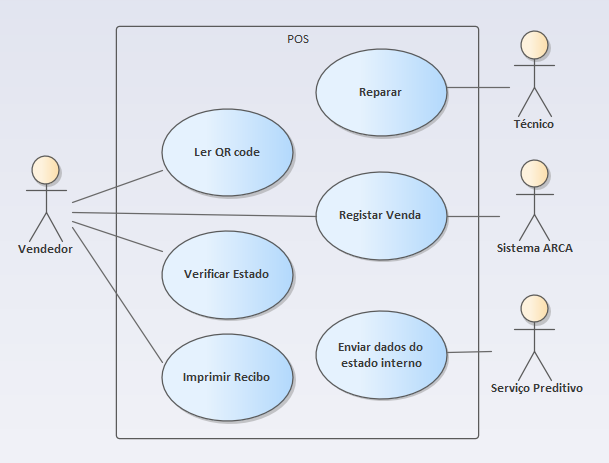 POS
Reparar
Técnico
Ler QR code
Registar Venda
Sistema ARCA
Vendedor
Verificar Estado
Enviar dados do
estado interno
Imprimir Recibo
Serviço Preditivo